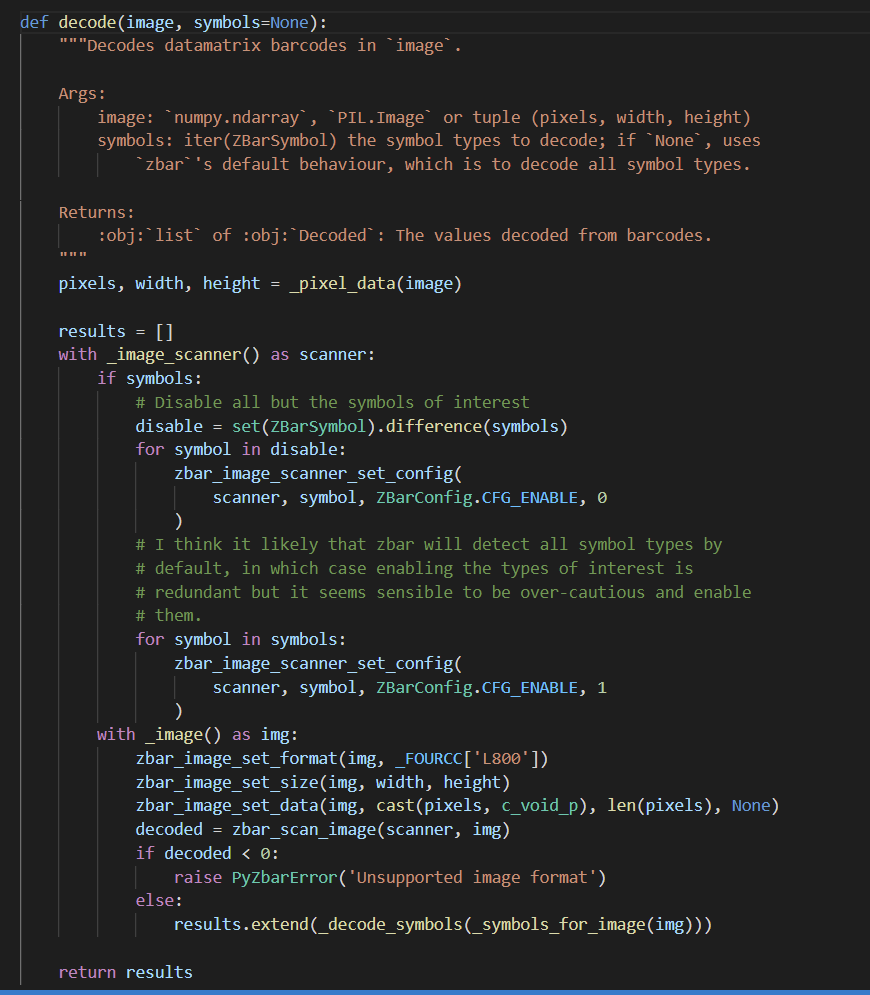 def decode(image, symbols=None):
    """Decodes datamatrix barcodes in `image`.

    Args:
        image: `numpy.ndarray`, `PIL.Image` or tuple (pixels, width, height)
        symbols: iter(ZBarSymbol) the symbol types to decode; if `None`, uses
            `zbar`'s default behaviour, which is to decode all symbol types.

    Returns:
        :obj:`list` of :obj:`Decoded`: The values decoded from barcodes.
    """
    pixels, width, height = _pixel_data(image)

    results = []
    with _image_scanner() as scanner:
        if symbols:
            # Disable all but the symbols of interest
            disable = set(ZBarSymbol).difference(symbols)
            for symbol in disable:
                zbar_image_scanner_set_config(
                    scanner, symbol, ZBarConfig.CFG_ENABLE, 0
                )
            # I think it likely that zbar will detect all symbol types by
            # default, in which case enabling the types of interest is
            # redundant but it seems sensible to be over-cautious and enable
            # them.
            for symbol in symbols:
                zbar_image_scanner_set_config(
                    scanner, symbol, ZBarConfig.CFG_ENABLE, 1
                )
        with _image() as img:
            zbar_image_set_format(img, _FOURCC['L800'])
            zbar_image_set_size(img, width, height)
            zbar_image_set_data(img, cast(pixels, c_void_p), len(pixels), None)
            decoded = zbar_scan_image(scanner, img)
            if decoded < 0:
                raise PyZbarError('Unsupported image format')
            else:
                results.extend(_decode_symbols(_symbols_for_image(img)))

    return results